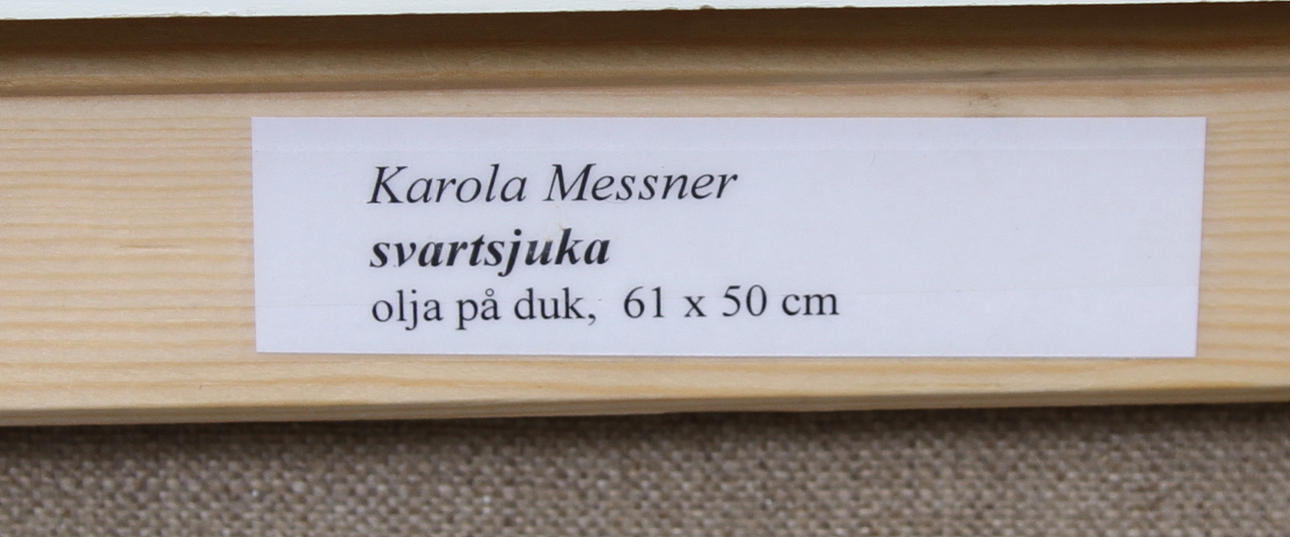 Karola Messner
svartsjuka
olja på duk, 61 x 50 cm